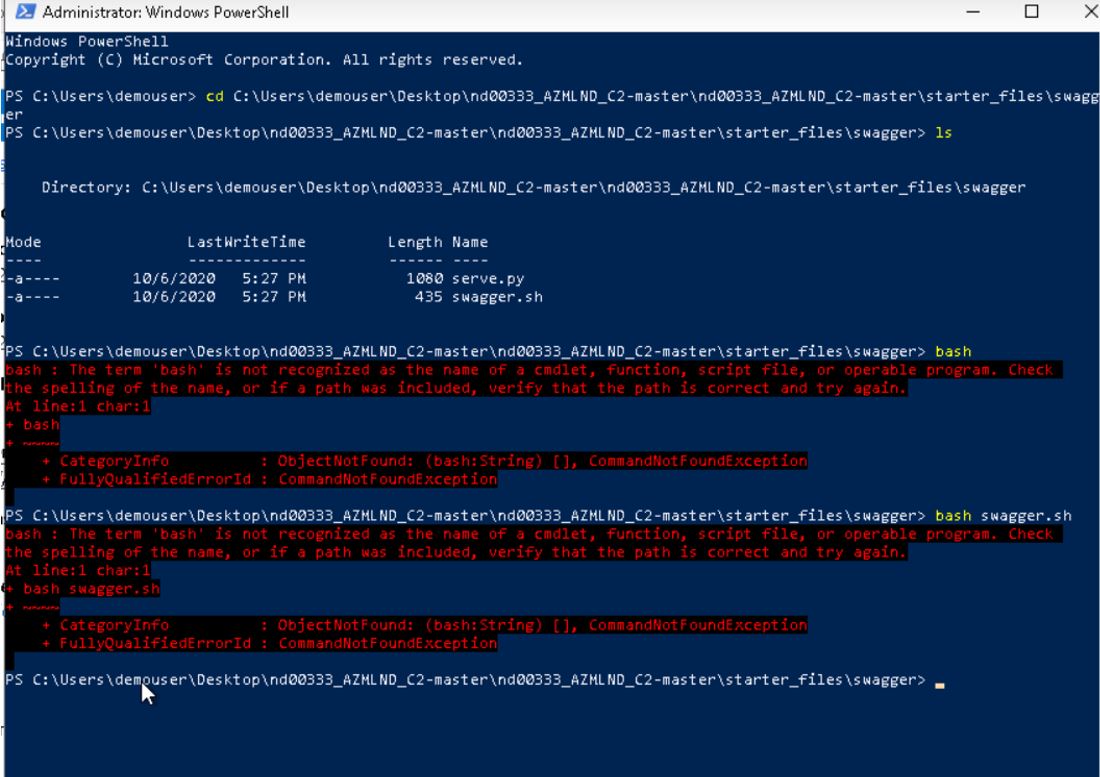 Administrator: Windows PowerShell
Windows PowerShell
Copyright (C) Microsoft Corporation. All rights reserved.
PS C:\Users\demouser> cd C:\Users\demouser\Desktop\nd00333_AZMLND_C2-master\nd00333_AZMLND_C2-master\starter_files\swagg
er
PS C:\Users\demouser\Desktop\nd00333_AZMLND_C2-master\nd00333_AZMLND_C2-master\starter_files\swagger> ls
Directory: C:\Users\demouser\Desktop\nd00333_AZMLND_C2-master\nd00333_AZMLND_C2-master\starter_files\swagger
Mode LastWriteTime Length Name
---- ------------- ------ ----
-a---- 10/6/2020 5:27 PM 1080 serve.py
-a---- 10/6/2020 5:27 PM 435 swagger.sh
PS C:\Users\demouser\Desktop\nd00333_AZMLND_C2-master\nd00333_AZMLND_C2-master\starter_files\swagger> bash
bash : The term 'bash' is not recognized as the name of a cmdlet, function, script file, or operable program. Check
the spelling of the name, or if a path was included, verify that the path is correct and try again.
At line:1 char:1
+ bash
+ ~~~~
+ CategoryInfo : ObjectNotFound: (bash:String) [], CommandNotFoundException
+ FullyQualifiedErrorId : CommandNotFoundException
PS C:\Users\demouser\Desktop\nd00333_AZMLND_C2-master\nd00333_AZMLND_C2-master\starter_files\swagger> bash swagger.sh
bash : The term 'bash' is not recognized as the name of a cmdlet, function, script file, or operable program. Check
the spelling of the name, or if a path was included, verify that the path is correct and try again.
At line:1 char:1
+ bash swagger.sh
+ ~~~~
+ CategoryInfo : ObjectNotFound: (bash:String) [], CommandNotFoundException
+ FullyQualifiedErrorId : CommandNotFoundException
PS C:\Users\demouser\Desktop\nd00333_AZMLND_C2-master\nd00333_AZMLND_C2-master\starter_files\swagger>